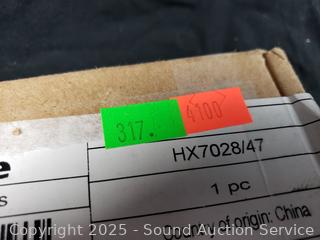 317.
4100
HX7028/47
1 pc
Country of origin: China
Copyright 2025 - Sound Auction Service